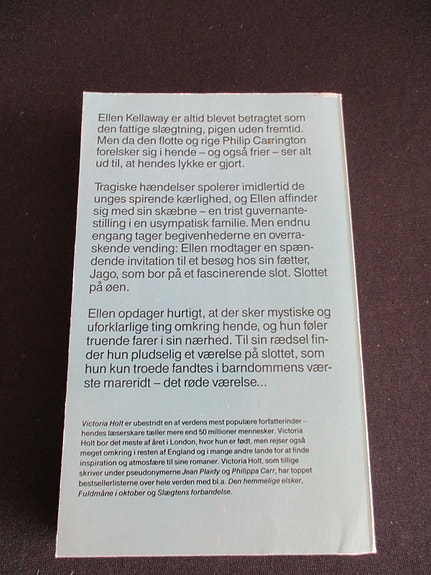 Ellen Kellaway er altid blevet betragtet som
den fattige slægtning, pigen uden fremtid.
Men da den flotte og rige Philip Carrington
forelsker sig i hende – og også frier – ser alt
ud til, at hendes lykke er gjort.
Tragiske hændelser spolerer imidlertid de
unges spirende kærlighed, og Ellen affinder
sig med sin skæbne – en trist guvernante-
stilling i en usympatisk familie. Men endnu
engang tager begivenhederne en overra-
skende vending: Ellen modtager en spæn-
dende invitation til et besøg hos sin fætter,
Jago, som bor på et fascinerende slot. Slottet
på øen.
Ellen opdager hurtigt, at der sker mystiske og
uforklarlige ting omkring hende, og hun føler
truende farer i sin nærhed. Til sin rædsel fin-
der hun pludselig et værelse på slottet, som
hun kun troede fandtes i barndommens vær-
ste mareridt – det røde værelse...
Victoria Holt er ubestridt en af verdens mest populære forfatterinder –
hendes læserskare tæller mere end 50 millioner mennesker. Victoria
Holt bor det meste af året i London, hvor hun er født, men rejser også
meget omkring i resten af England og i mange andre lande for at finde
inspiration og atmosfære til sine romaner. Victoria Holt, som tillige
skriver under pseudonymerne Jean Plaidy og Philippa Carr, har toppet
bestsellerlisterne over hele verden med bl.a. Den hemmelige elsker,
Fuldmåne i oktober og Slægtens forbandelse.